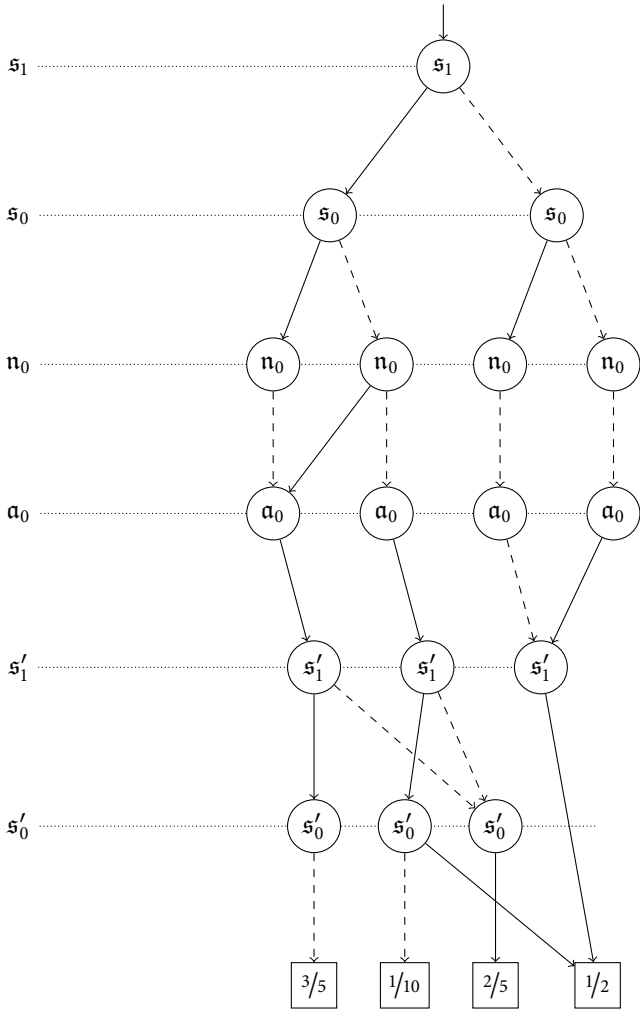 𝔰₁ 𝔰₁
𝔰₀ 𝔰₀ 𝔰₀
𝔫₀ 𝔫₀ 𝔫₀ 𝔫₀ 𝔫₀
𝔞₀ 𝔞₀ 𝔞₀ 𝔞₀ 𝔞₀
𝔰′₁ 𝔰′₁ 𝔰′₁ 𝔰′₁
𝔰′₀ 𝔰′₀ 𝔰′₀ 𝔰′₀
3/5 1/10 2/5 1/2